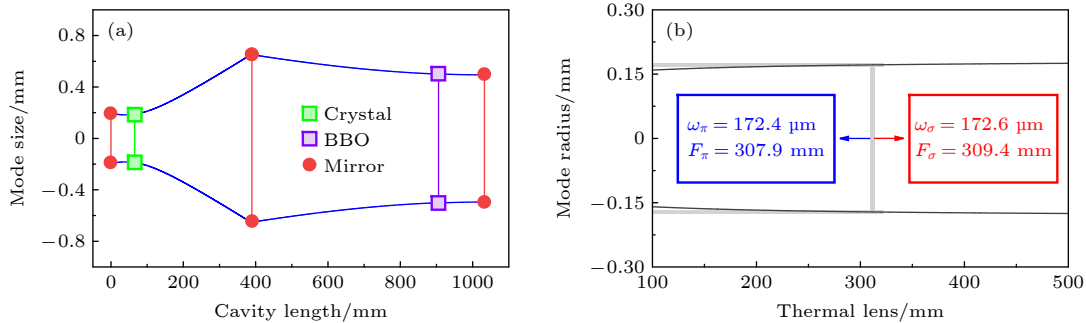 (a)
Mode size/mm
0.8
0.4
0
−0.4
−0.8
Crystal
BBO
Mirror
0 200 400 600 800 1000
Cavity length/mm
(b)
Mode radius/mm
0.30
0.15
0
−0.15
−0.30
ωπ = 172.4 μm
Fπ = 307.9 mm
ωσ = 172.6 μm
Fσ = 309.4 mm
100 200 300 400 500
Thermal lens/mm